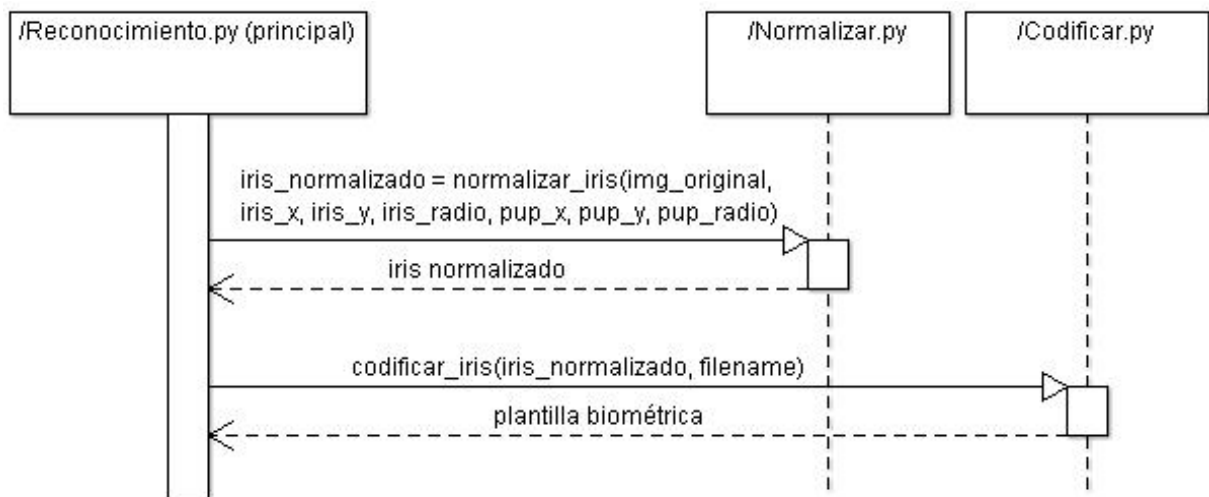 /Reconocimiento.py (principal)
/Normalizar.py
/Codificar.py
iris_normalizado = normalizar_iris(img_original,
iris_x, iris_y, iris_radio, pup_x, pup_y, pup_radio)
iris normalizado
codificar_iris(iris_normalizado, filename)
plantilla biométrica